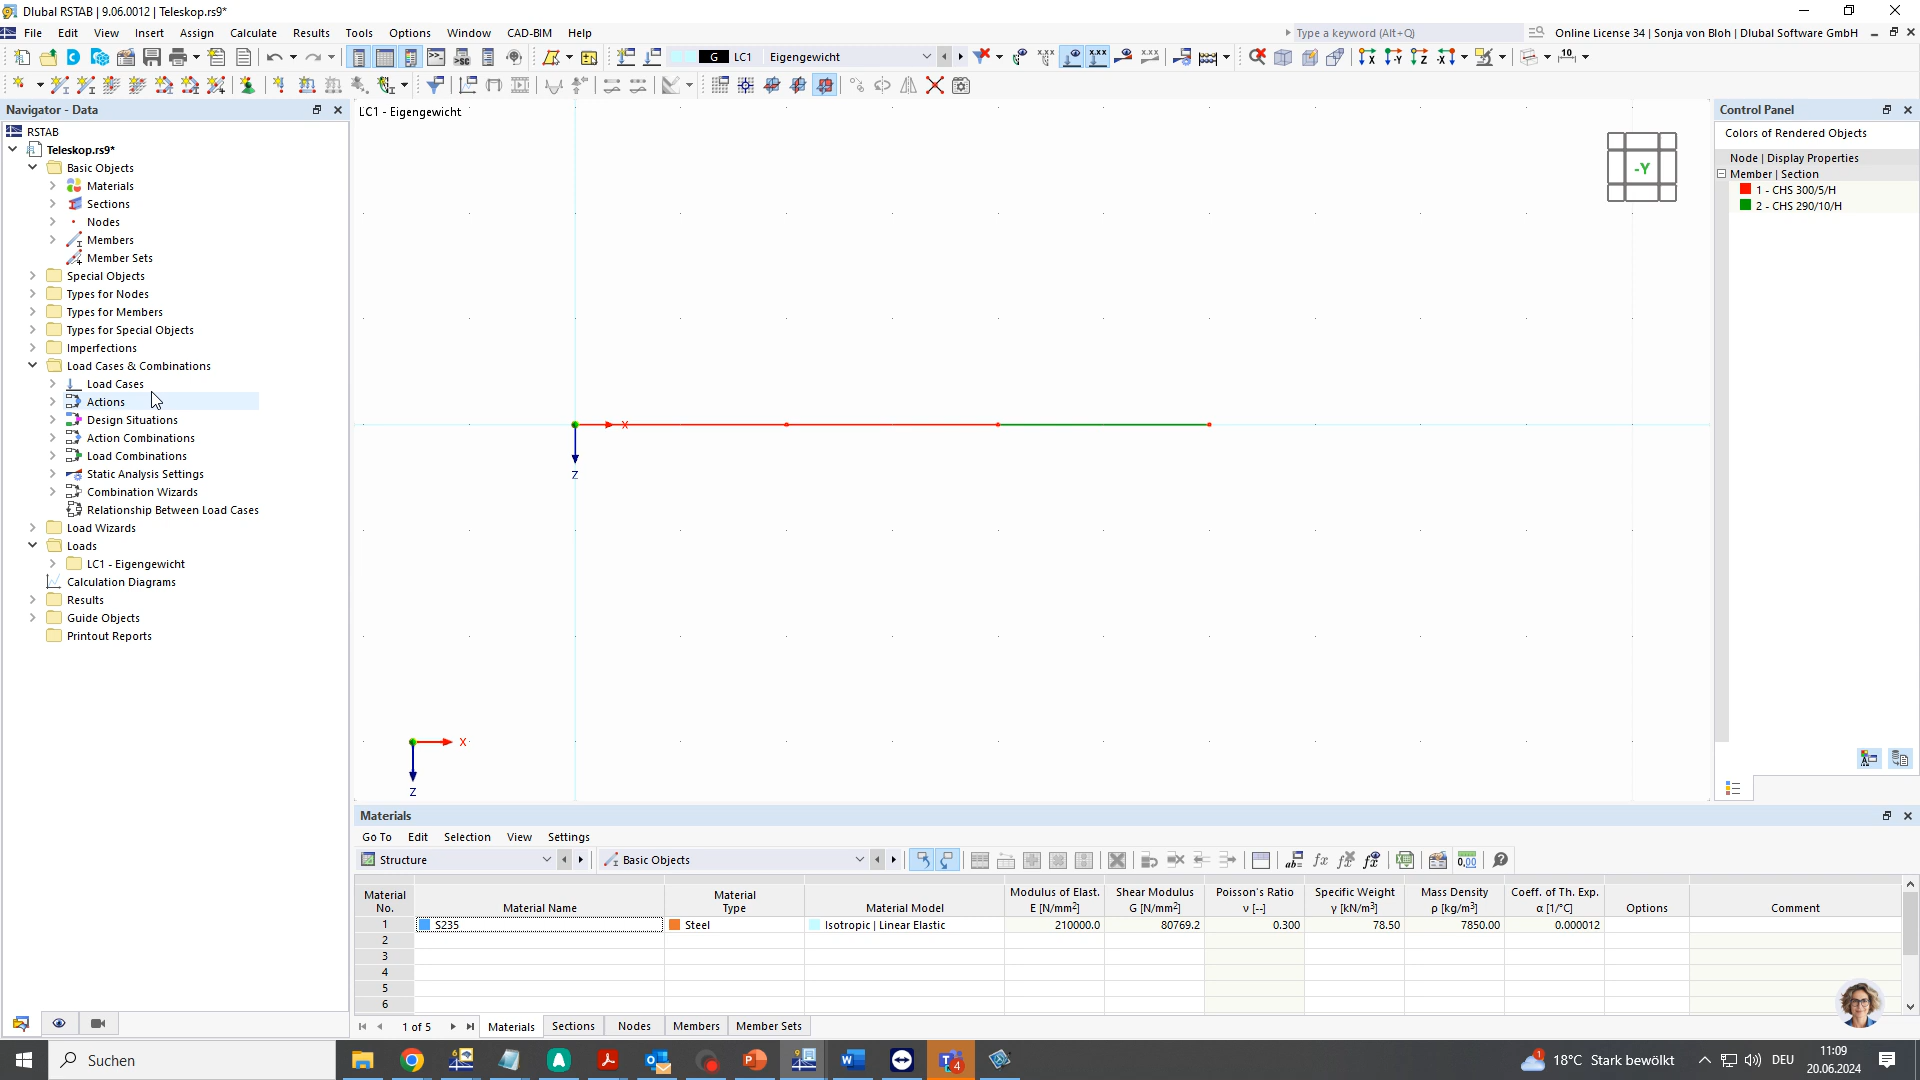 Dlubal RSTAB | 9.06.0012 | Teleskop.rs9*
File Edit View Insert Assign Calculate Results Tools Options Window CAD-BIM Help
Type a keyword (Alt+Q)
Online License 34 | Sonja von Bloh | Dlubal Software GmbH
G LC1 Eigengewicht
Navigator - Data
RSTAB
Teleskop.rs9*
Basic Objects
Materials
Sections
Nodes
Members
Member Sets
Special Objects
Types for Nodes
Types for Members
Types for Special Objects
Imperfections
Load Cases & Combinations
Load Cases
Actions
Design Situations
Action Combinations
Load Combinations
Static Analysis Settings
Combination Wizards
Relationship Between Load Cases
Load Wizards
Loads
LC1 - Eigengewicht
Calculation Diagrams
Results
Guide Objects
Printout Reports
LC1 - Eigengewicht
-Y
X
Z
X
Z
Control Panel
Colors of Rendered Objects
Node | Display Properties
Member | Section
1 - CHS 300/5/H
2 - CHS 290/10/H
Materials
Go To Edit Selection View Settings
Structure
Basic Objects
Material No. Material Name Material Type Material Model Modulus of Elast. E [N/mm²] Shear Modulus G [N/mm²] Poisson's Ratio ν [--] Specific Weight γ [kN/m³] Mass Density ρ [kg/m³] Coeff. of Th. Exp. α [1/°C] Options Comment
1 S235 Steel Isotropic | Linear Elastic 210000.0 80769.2 0.300 78.50 7850.00 0.000012
2
3
4
5
6
1 of 5 Materials Sections Nodes Members Member Sets
Suchen
18°C Stark bewölkt
DEU
11:09
20.06.2024